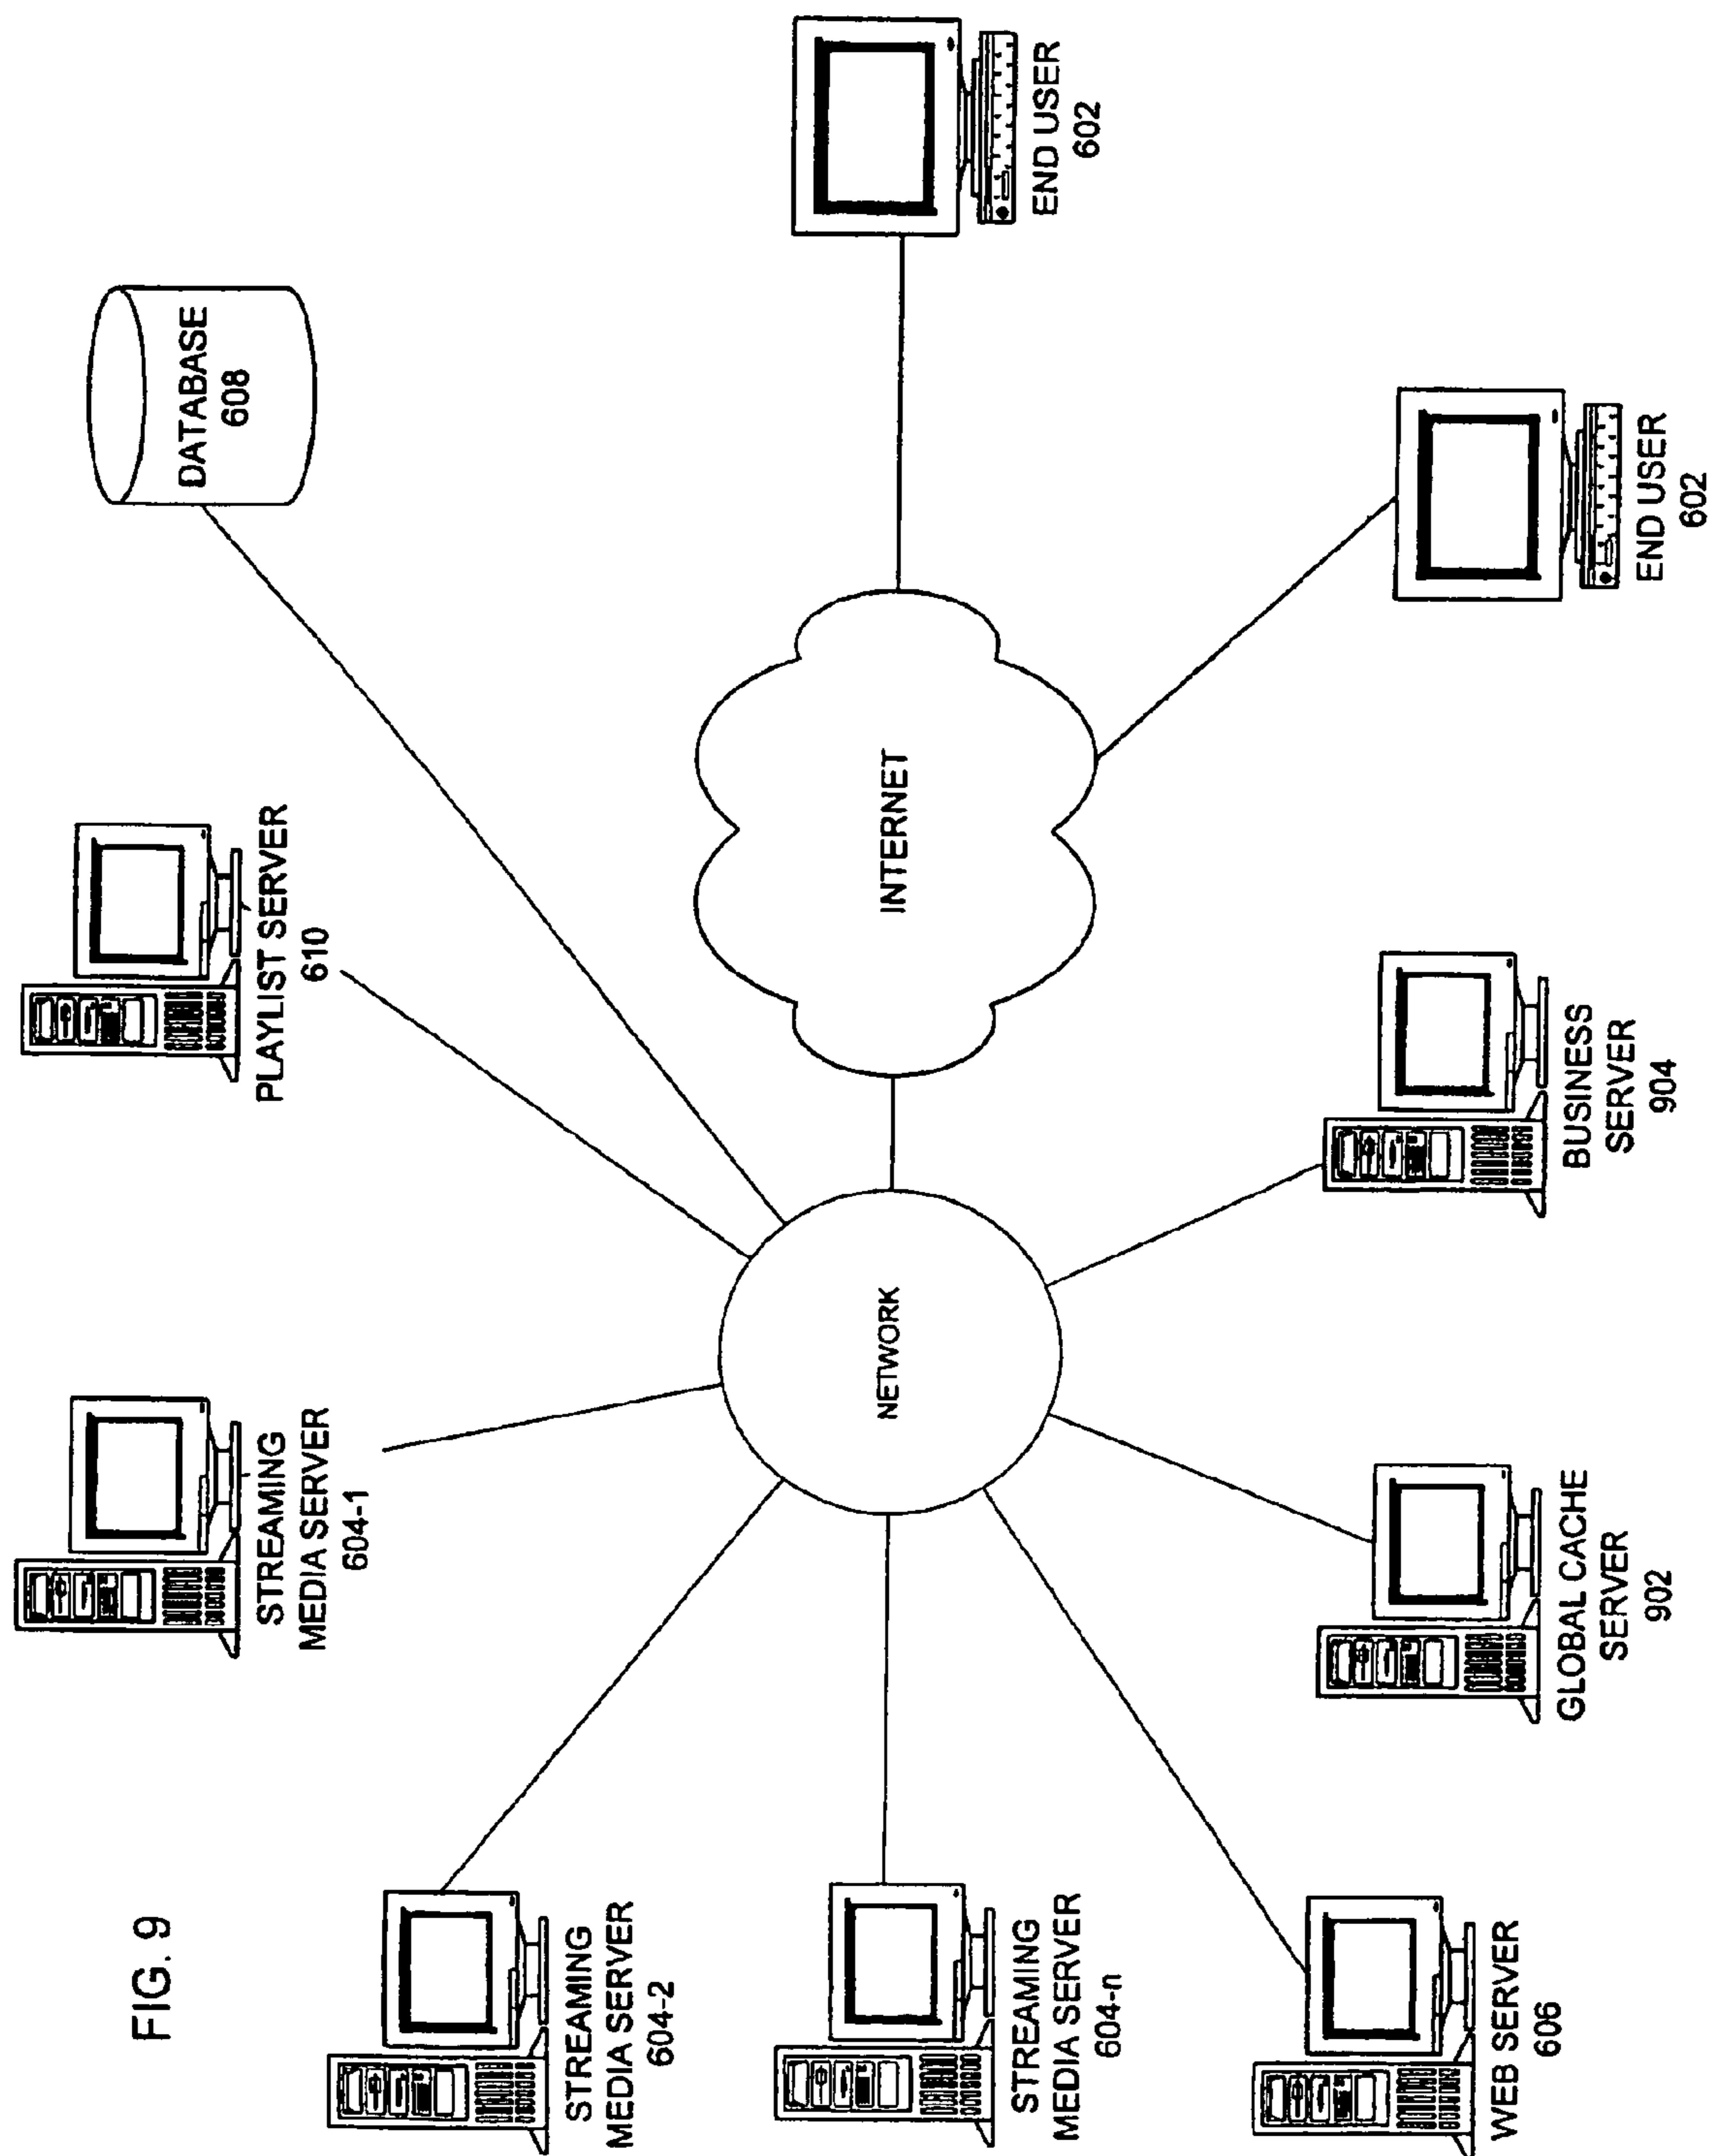 FIG. 9
STREAMING
MEDIA SERVER
604-1
PLAYLIST SERVER
610
DATABASE
608
STREAMING
MEDIA SERVER
604-2
STREAMING
MEDIA SERVER
604-n
NETWORK
INTERNET
END USER
602
WEB SERVER
606
GLOBAL CACHE
SERVER
902
BUSINESS
SERVER
904
END USER
602